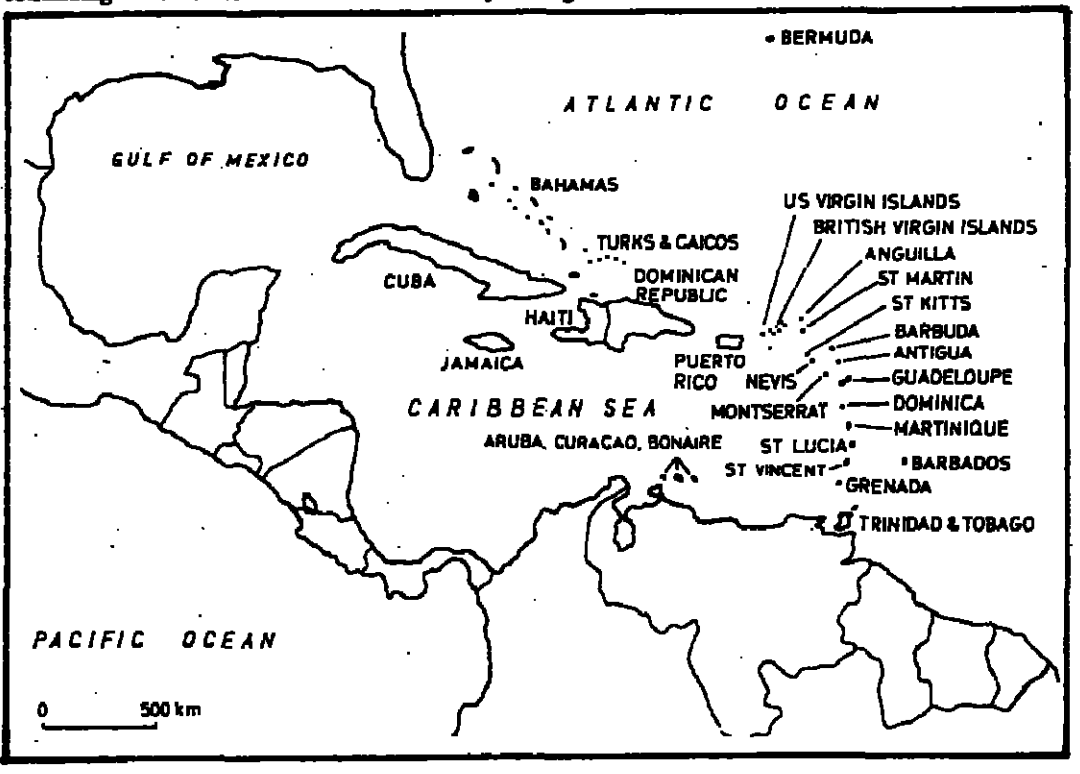 BERMUDA
ATLANTIC OCEAN
GULF OF MEXICO
BAHAMAS
US VIRGIN ISLANDS
BRITISH VIRGIN ISLANDS
TURKS & CAICOS
ANGUILLA
CUBA
DOMINICAN
REPUBLIC
ST MARTIN
ST KITTS
HAITI
BARBUDA
JAMAICA
PUERTO
RICO
ANTIGUA
NEVIS
GUADELOUPE
CARIBBEAN SEA
MONTSERRAT
DOMINICA
MARTINIQUE
ARUBA, CURAÇAO, BONAIRE
ST LUCIA
ST VINCENT
BARBADOS
GRENADA
TRINIDAD & TOBAGO
PACIFIC OCEAN
0 500 km